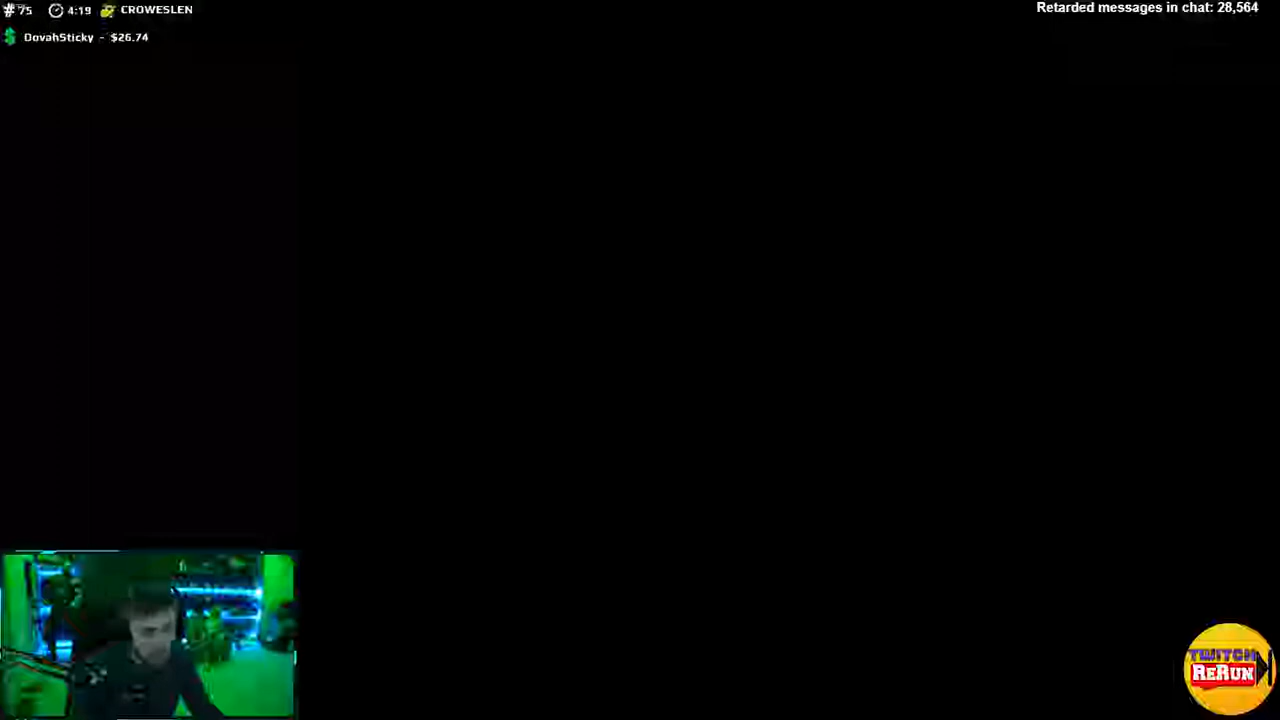 #75 4:19 CROWESLEN
DovahSticky - $26.74
Retarded messages in chat: 28,564
TWITCH
RERUN